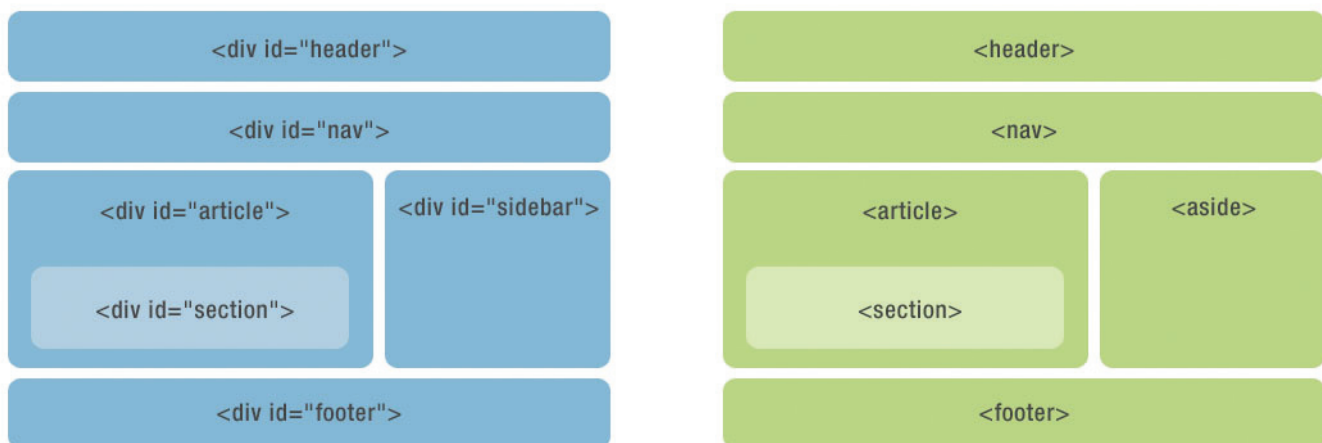 <div id="header">
<div id="nav">
<div id="article">
<div id="sidebar">
<div id="section">
<div id="footer">
<header>
<nav>
<article>
<aside>
<section>
<footer>